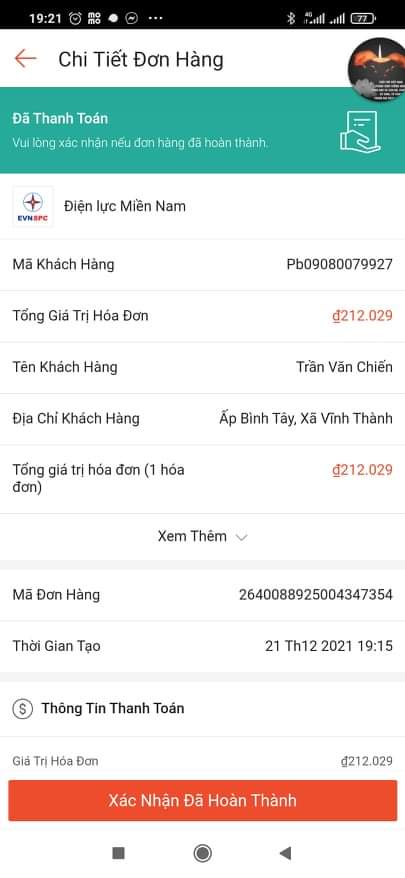 19:21
4G
77
Chi Tiết Đơn Hàng
Đã Thanh Toán
Vui lòng xác nhận nếu đơn hàng đã hoàn thành.
EVNSPC
Điện lực Miền Nam
Mã Khách Hàng
Pb09080079927
Tổng Giá Trị Hóa Đơn
₫212.029
Tên Khách Hàng
Trần Văn Chiến
Địa Chỉ Khách Hàng
Ấp Bình Tây, Xã Vĩnh Thành
Tổng giá trị hóa đơn (1 hóa
đơn)
₫212.029
Xem Thêm
Mã Đơn Hàng
2640088925004347354
Thời Gian Tạo
21 Th12 2021 19:15
Thông Tin Thanh Toán
Giá Trị Hóa Đơn
₫212.029
Xác Nhận Đã Hoàn Thành